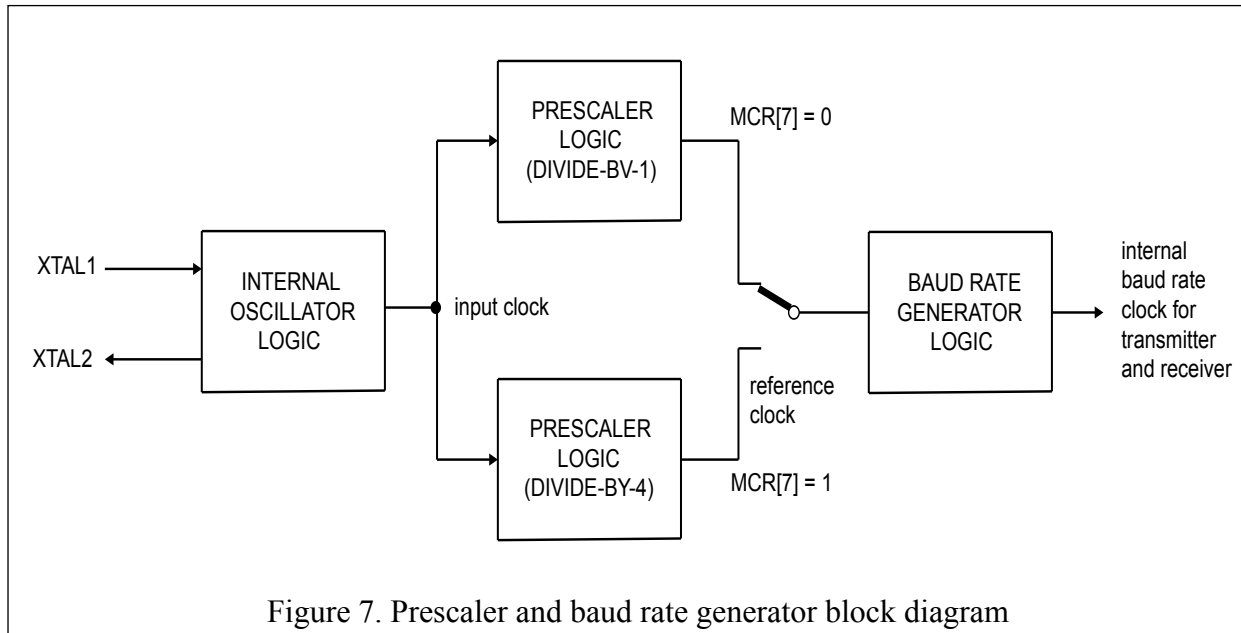 PRESCALER
LOGIC
(DIVIDE-BV-1)
MCR[7] = 0
XTAL1
XTAL2
INTERNAL
OSCILLATOR
LOGIC
input clock
BAUD RATE
GENERATOR
LOGIC
internal
baud rate
clock for
transmitter
and receiver
reference
clock
PRESCALER
LOGIC
(DIVIDE-BY-4)
MCR[7] = 1
Figure 7. Prescaler and baud rate generator block diagram